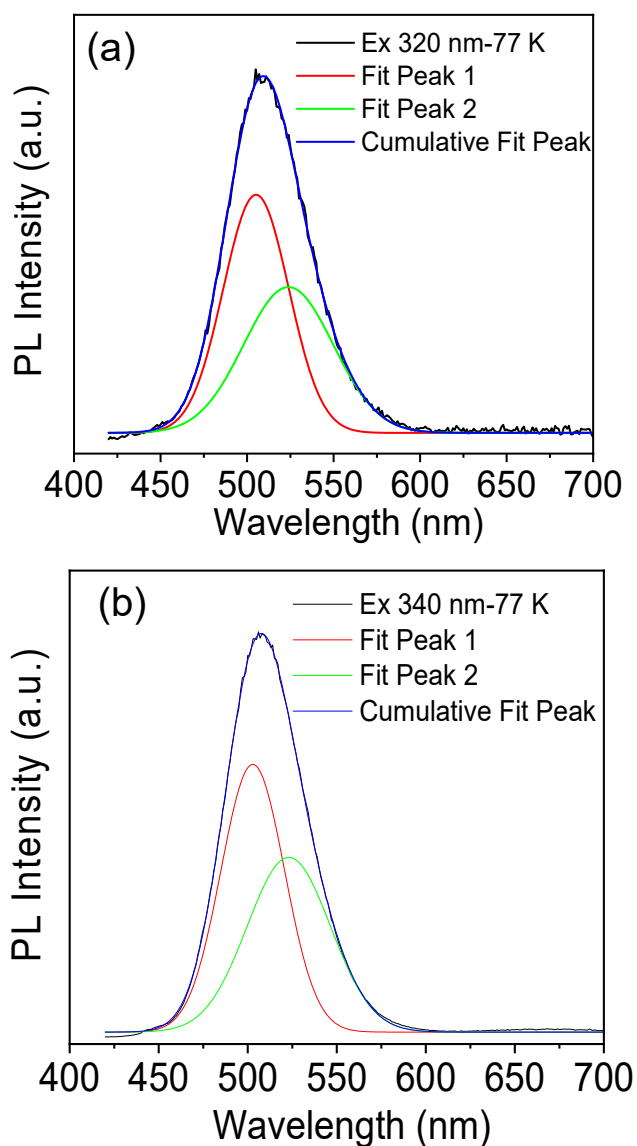 (a)
Ex 320 nm-77 K
Fit Peak 1
Fit Peak 2
Cumulative Fit Peak
PL Intensity (a.u.)
400 450 500 550 600 650 700
Wavelength (nm)
(b)
Ex 340 nm-77 K
Fit Peak 1
Fit Peak 2
Cumulative Fit Peak
PL Intensity (a.u.)
400 450 500 550 600 650 700
Wavelength (nm)